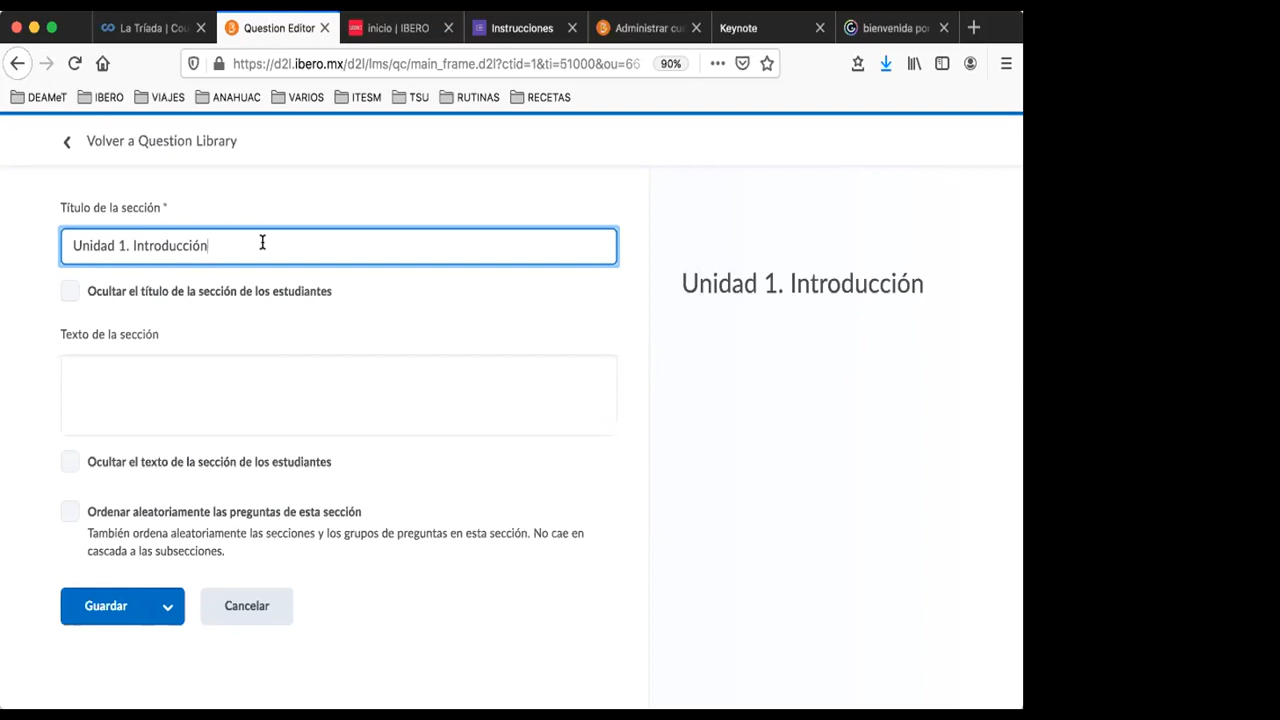 La Tríada | Cou
Question Editor
inicio | IBERO
Instrucciones
Administrar cu
Keynote
bienvenida po
https://d2l.ibero.mx/d2l/lms/qc/main_frame.d2l?ctid=1&ti=51000&ou=66
90%
DEAMeT
IBERO
VIAJES
ANAHUAC
VARIOS
ITESM
TSU
RUTINAS
RECETAS
Volver a Question Library
Título de la sección *
Unidad 1. Introducción
Ocultar el título de la sección de los estudiantes
Unidad 1. Introducción
Texto de la sección
Ocultar el texto de la sección de los estudiantes
Ordenar aleatoriamente las preguntas de esta sección
También ordena aleatoriamente las secciones y los grupos de preguntas en esta sección. No cae en
cascada a las subsecciones.
Guardar
Cancelar